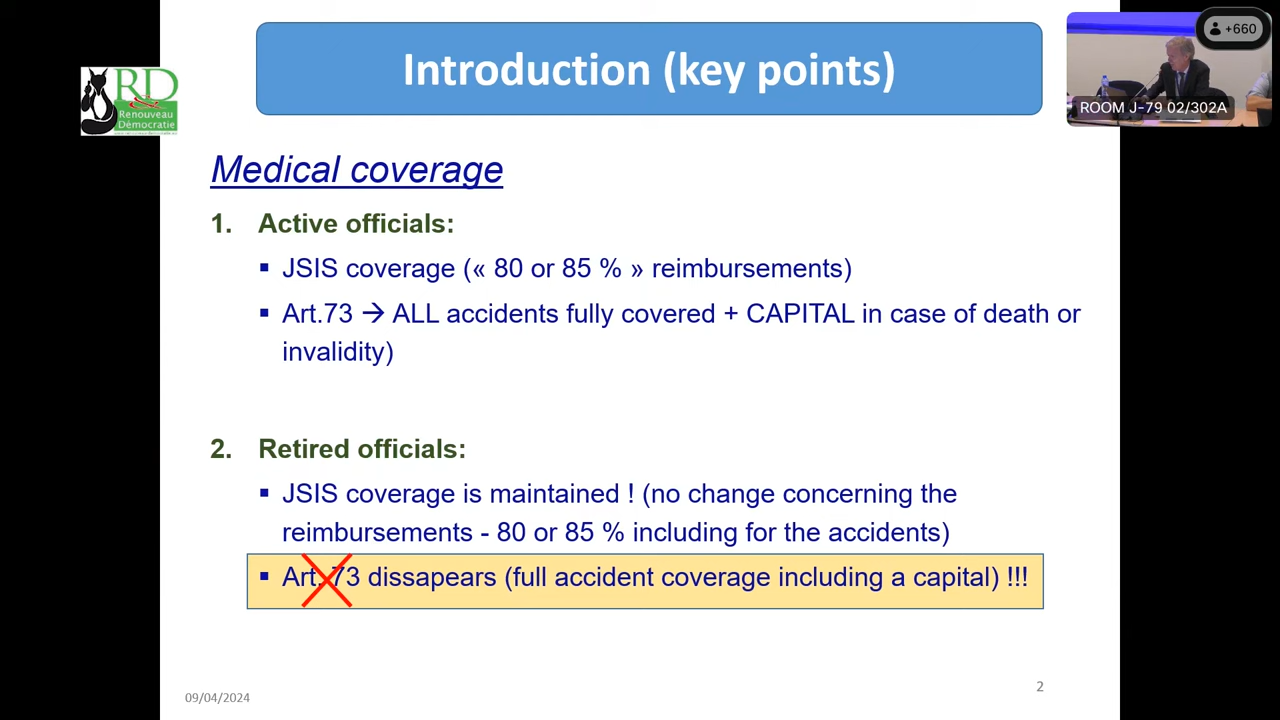 Introduction (key points)
+660
ROOM J-79 02/302A
RD
&
Renouveau
Démocratie
Medical coverage
1. Active officials:
▪ JSIS coverage (« 80 or 85 % » reimbursements)
▪ Art.73 → ALL accidents fully covered + CAPITAL in case of death or
invalidity)
2. Retired officials:
▪ JSIS coverage is maintained ! (no change concerning the
reimbursements - 80 or 85 % including for the accidents)
▪ Art. 73 dissapears (full accident coverage including a capital) !!!
09/04/2024
2